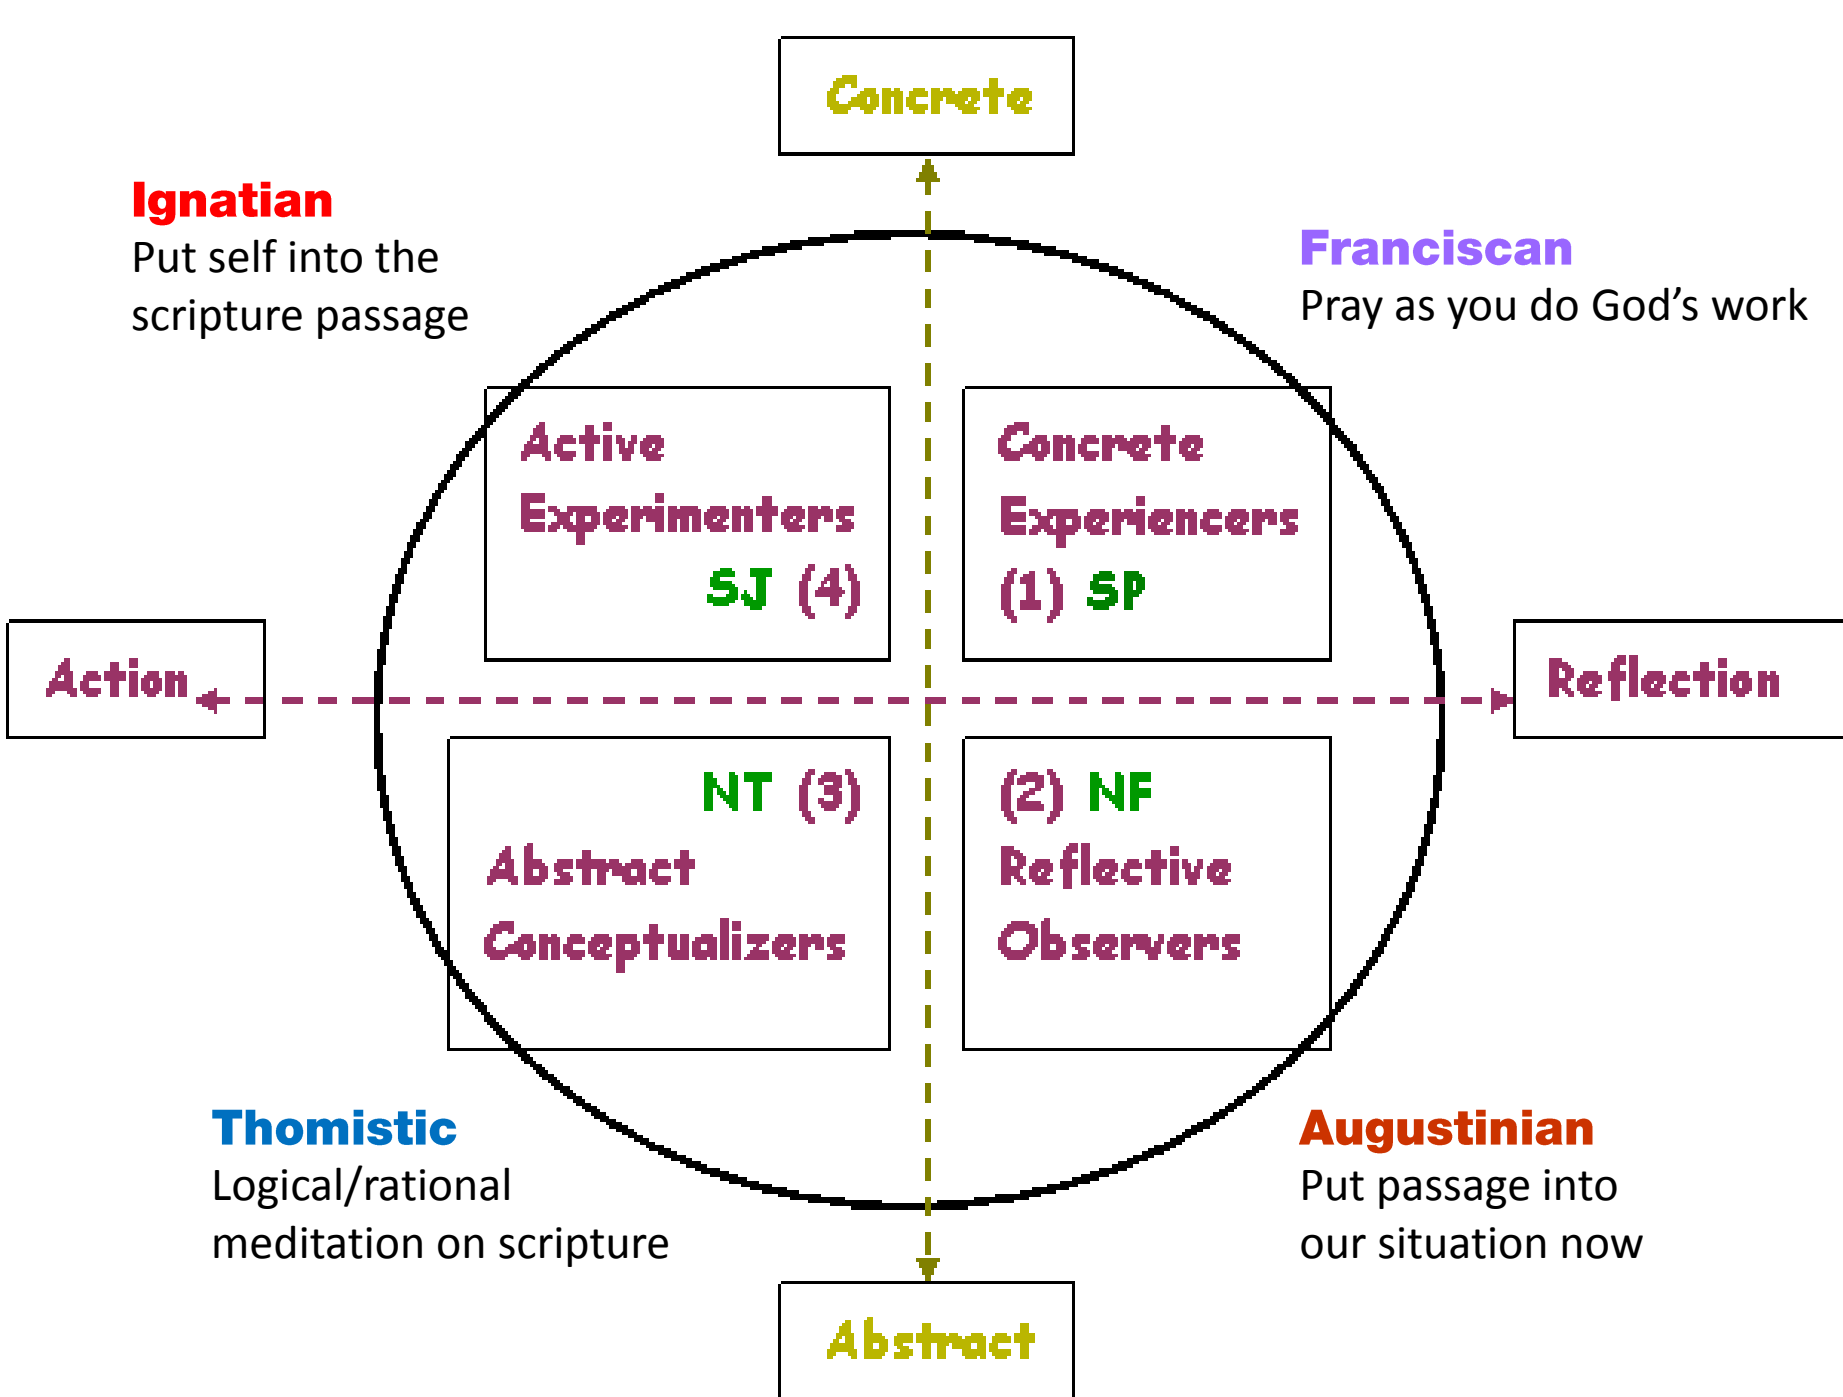 Concrete
Ignatian
Put self into the
scripture passage
Franciscan
Pray as you do God’s work
Active
Experimenters
SJ (4)
Concrete
Experiencers
(1) SP
Action
Reflection
NT (3)
Abstract
Conceptualizers
(2) NF
Reflective
Observers
Thomistic
Logical/rational
meditation on scripture
Augustinian
Put passage into
our situation now
Abstract